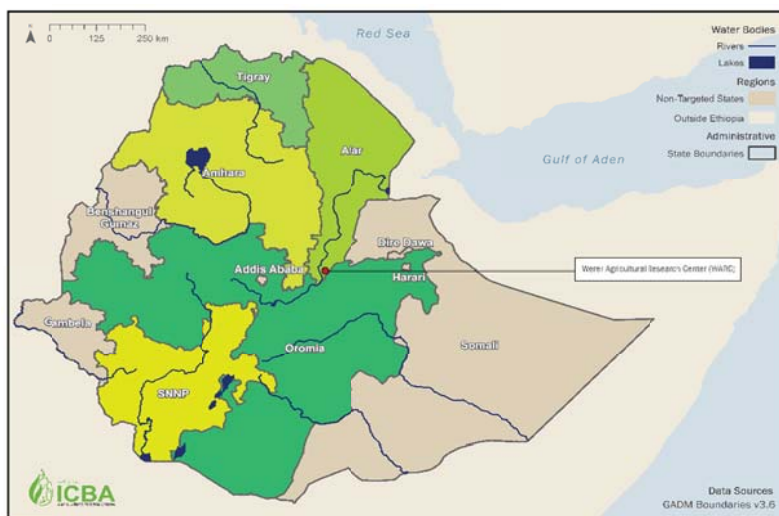 0 125 250 km
Red Sea
Water Bodies
Rivers
Lakes
Regions
Non-Targeted States
Outside Ethiopia
Administrative
State Boundaries
Gulf of Aden
Tigray
Afar
Amhara
Benshangul
Gumaz
Dire Dawa
Addis Ababa
Harari
Werer Agricultural Research Center (WARC)
Gambela
Oromia
Somali
SNNP
ICBA
Data Sources
GADM Boundaries v3.6